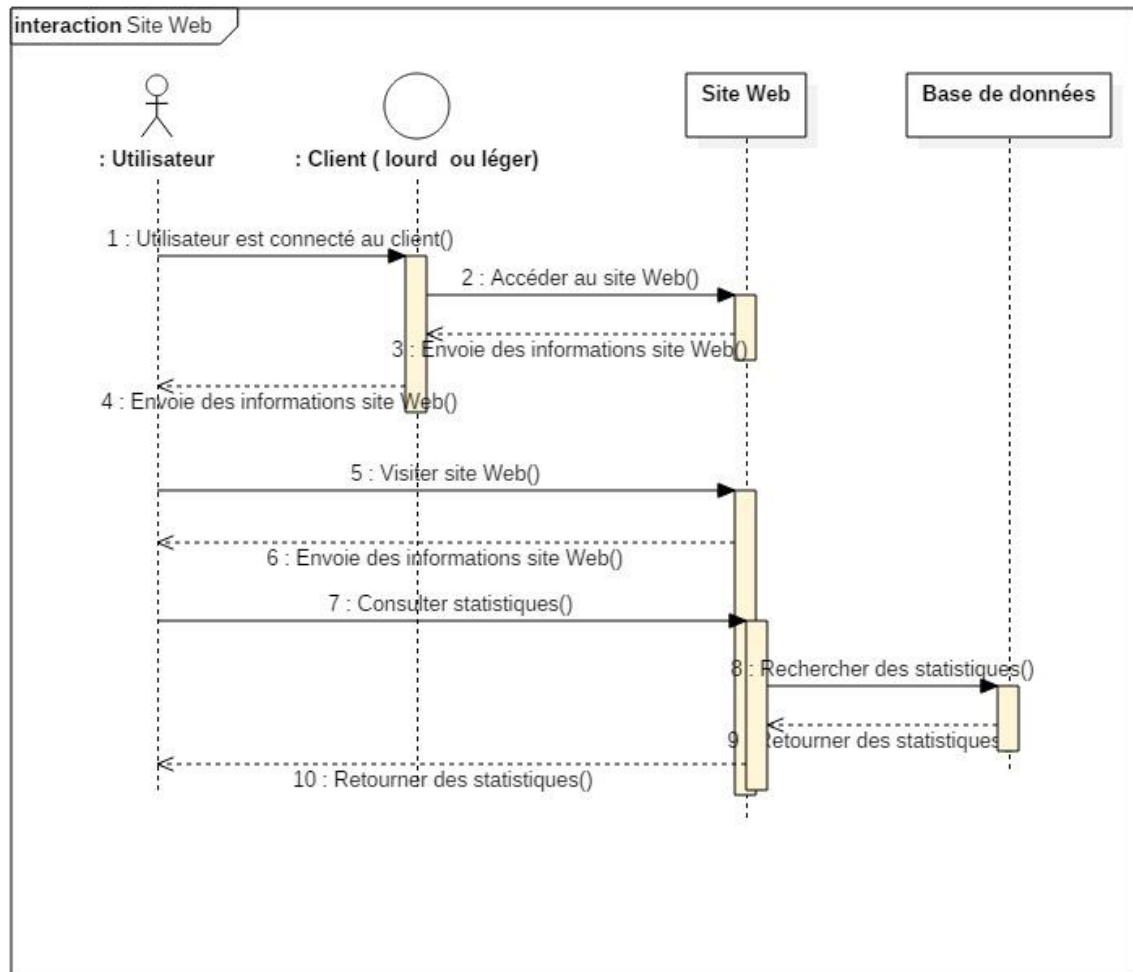 interaction Site Web
Site Web
Base de données
: Utilisateur
: Client ( lourd ou léger)
1 : Utilisateur est connecté au client()
2 : Accéder au site Web()
3 : Envoie des informations site Web()
4 : Envoie des informations site Web()
5 : Visiter site Web()
6 : Envoie des informations site Web()
7 : Consulter statistiques()
8 : Rechercher des statistiques()
9 : Retourner des statistiques
10 : Retourner des statistiques()